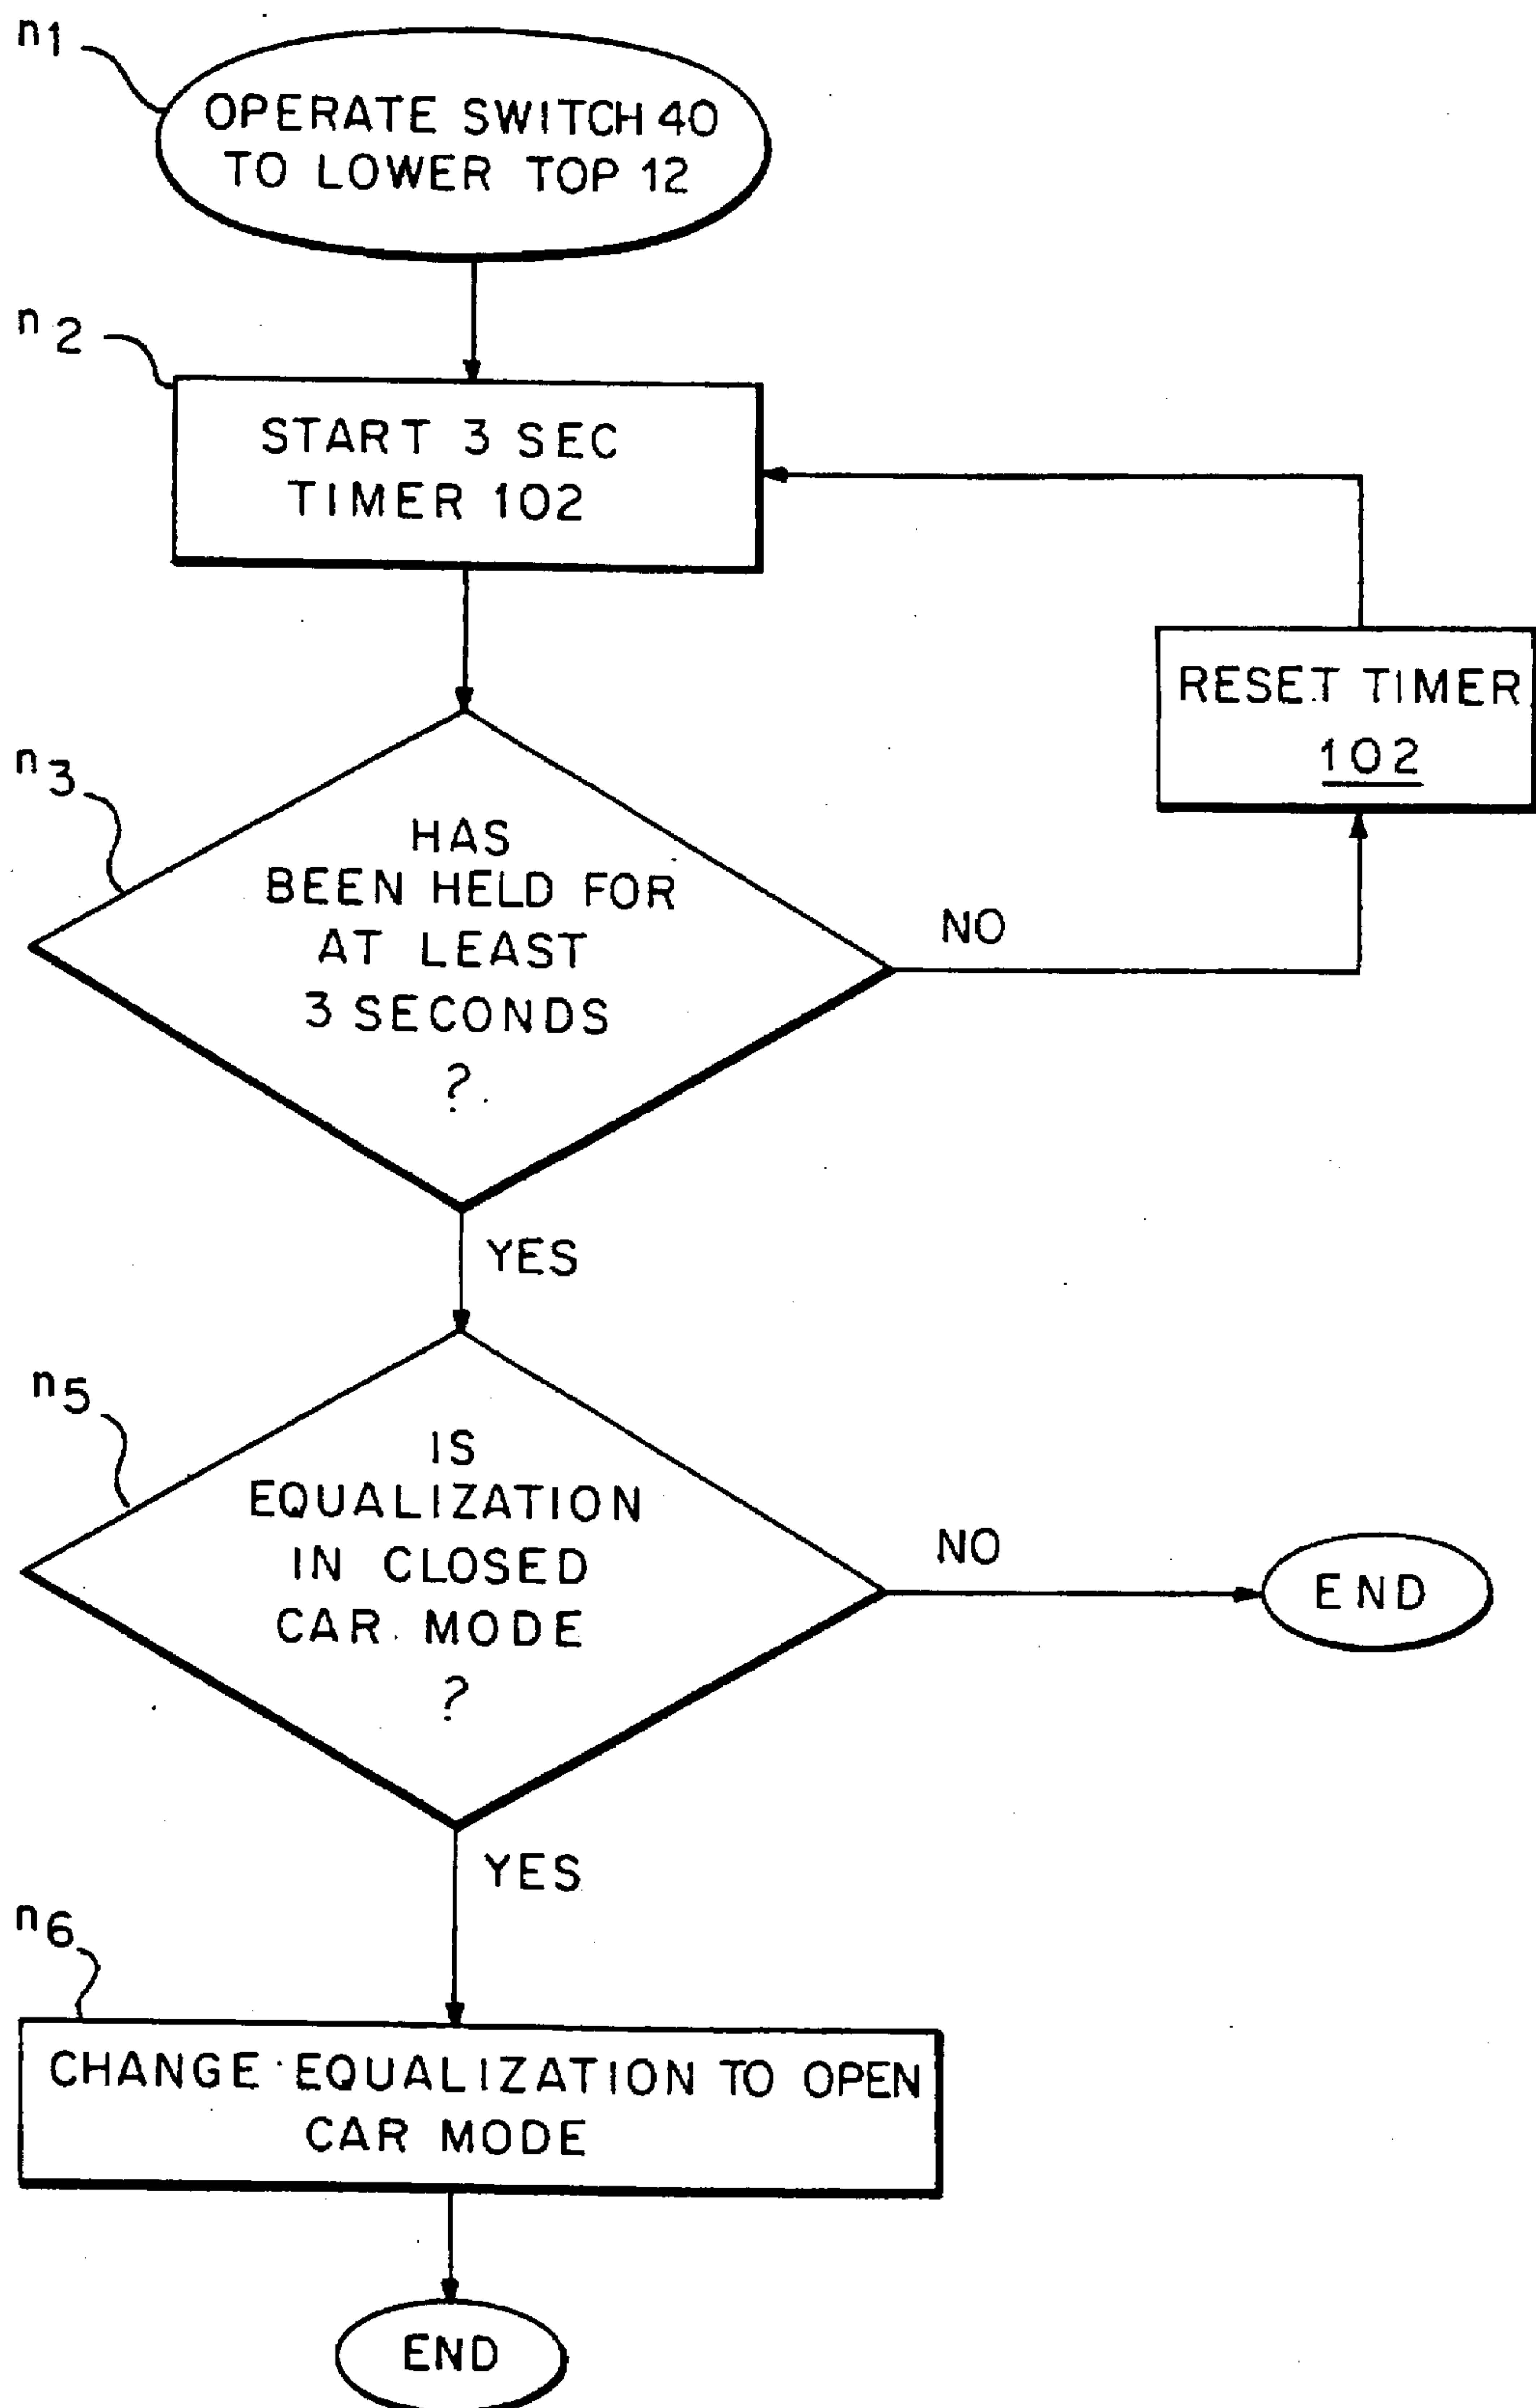 n1
OPERATE SWITCH 40
TO LOWER TOP 12
n2
START 3 SEC
TIMER 102
RESET TIMER
102
n3
HAS
BEEN HELD FOR
AT LEAST
3 SECONDS
?
NO
YES
n5
IS
EQUALIZATION
IN CLOSED
CAR MODE
?
NO
END
YES
n6
CHANGE EQUALIZATION TO OPEN
CAR MODE
END